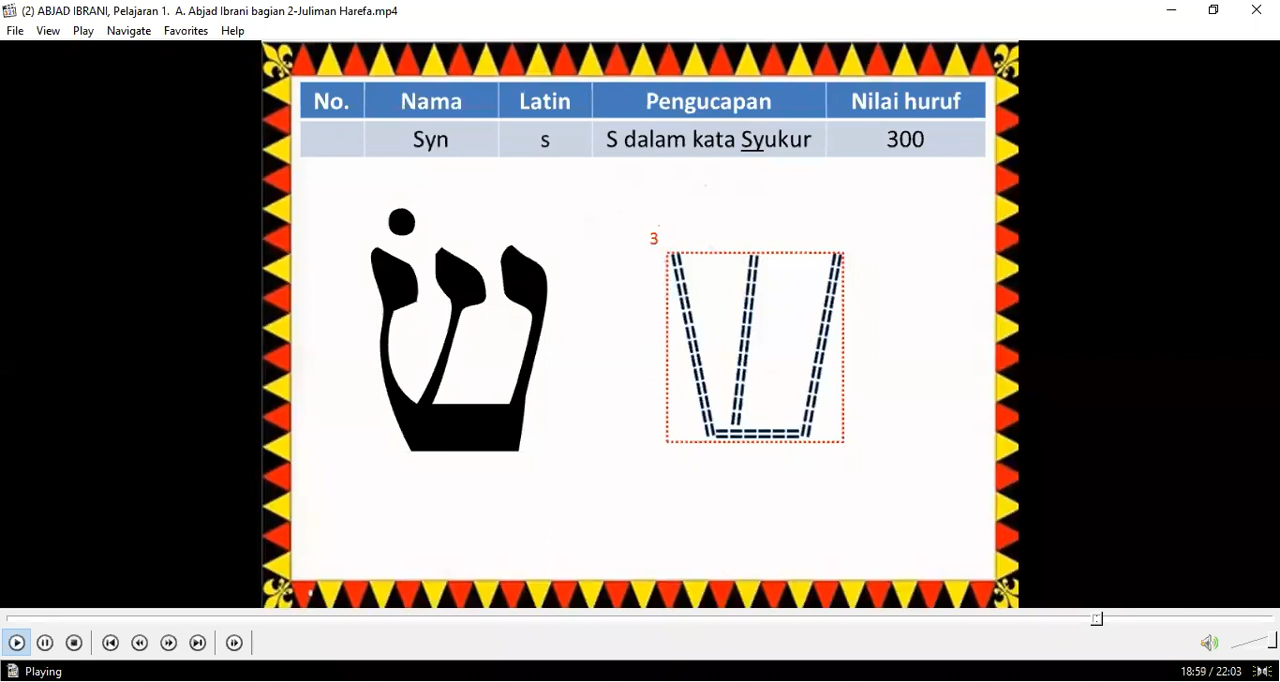 (2) ABJAD IBRANI, Pelajaran 1. A. Abjad Ibrani bagian 2-Juliman Harefa.mp4
File View Play Navigate Favorites Help
No. Nama Latin Pengucapan Nilai huruf
Syn s S dalam kata Syukur 300
3
שׂ ש
Playing 18:59 / 22:03